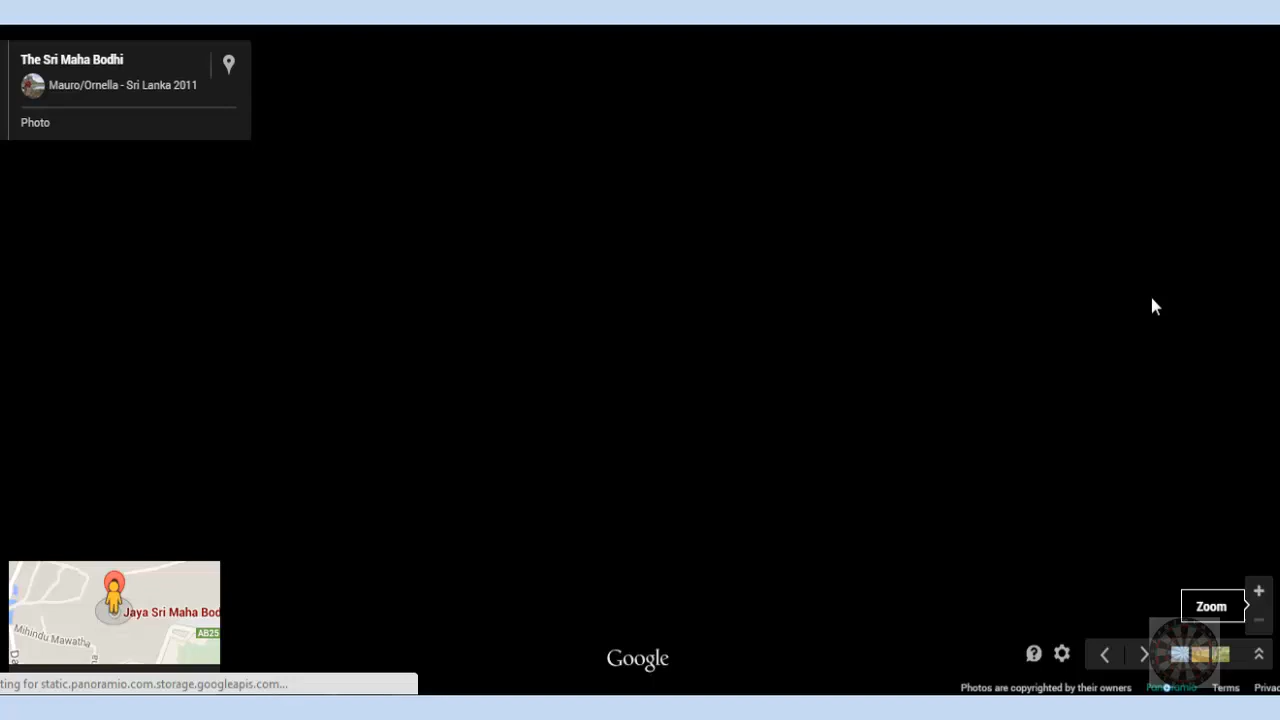 The Sri Maha Bodhi
Mauro/Ornella - Sri Lanka 2011
Photo
Jaya Sri Maha Bod
Mihindu Mawatha
AB25
Zoom
Google
ting for static.panoramio.com.storage.googleapis.com...
Photos are copyrighted by their owners
Panoramio
Terms
Privac